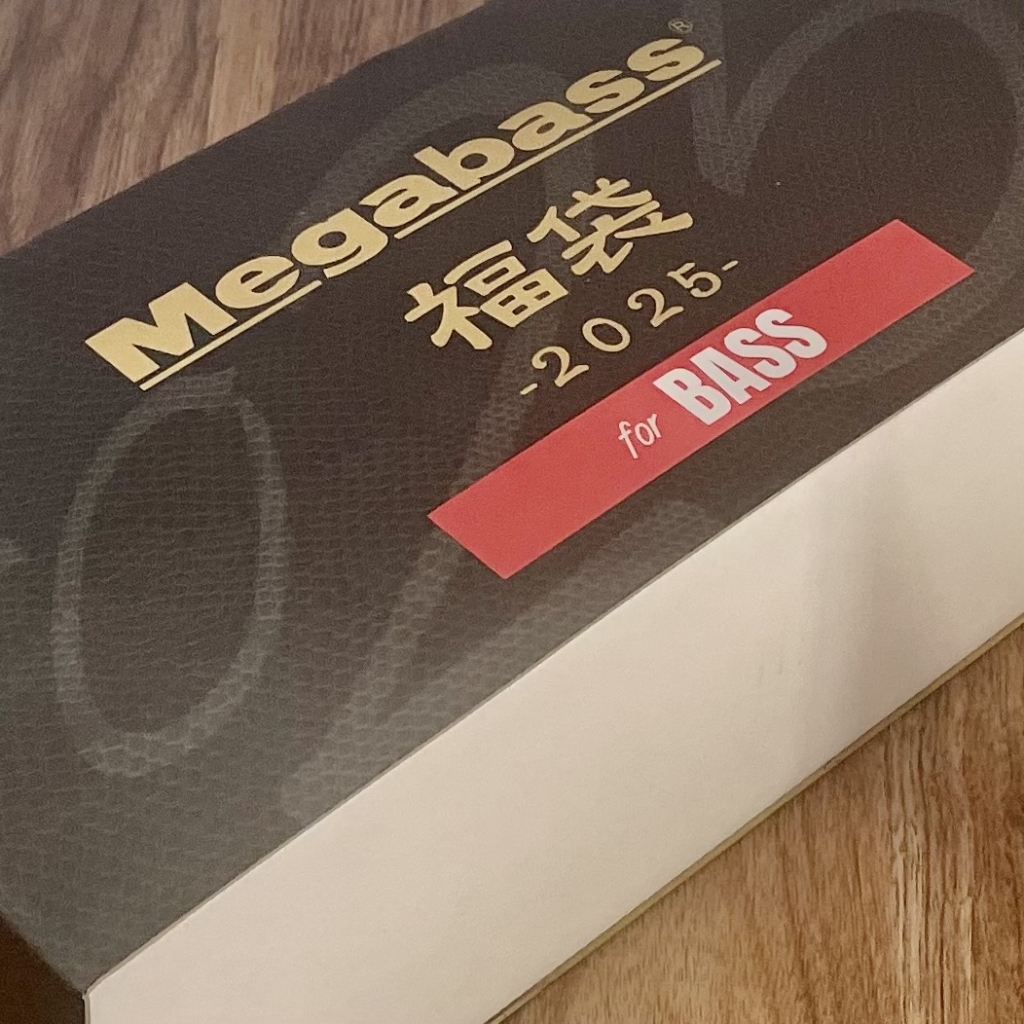 Megabass®
福袋
-2025-
for BASS